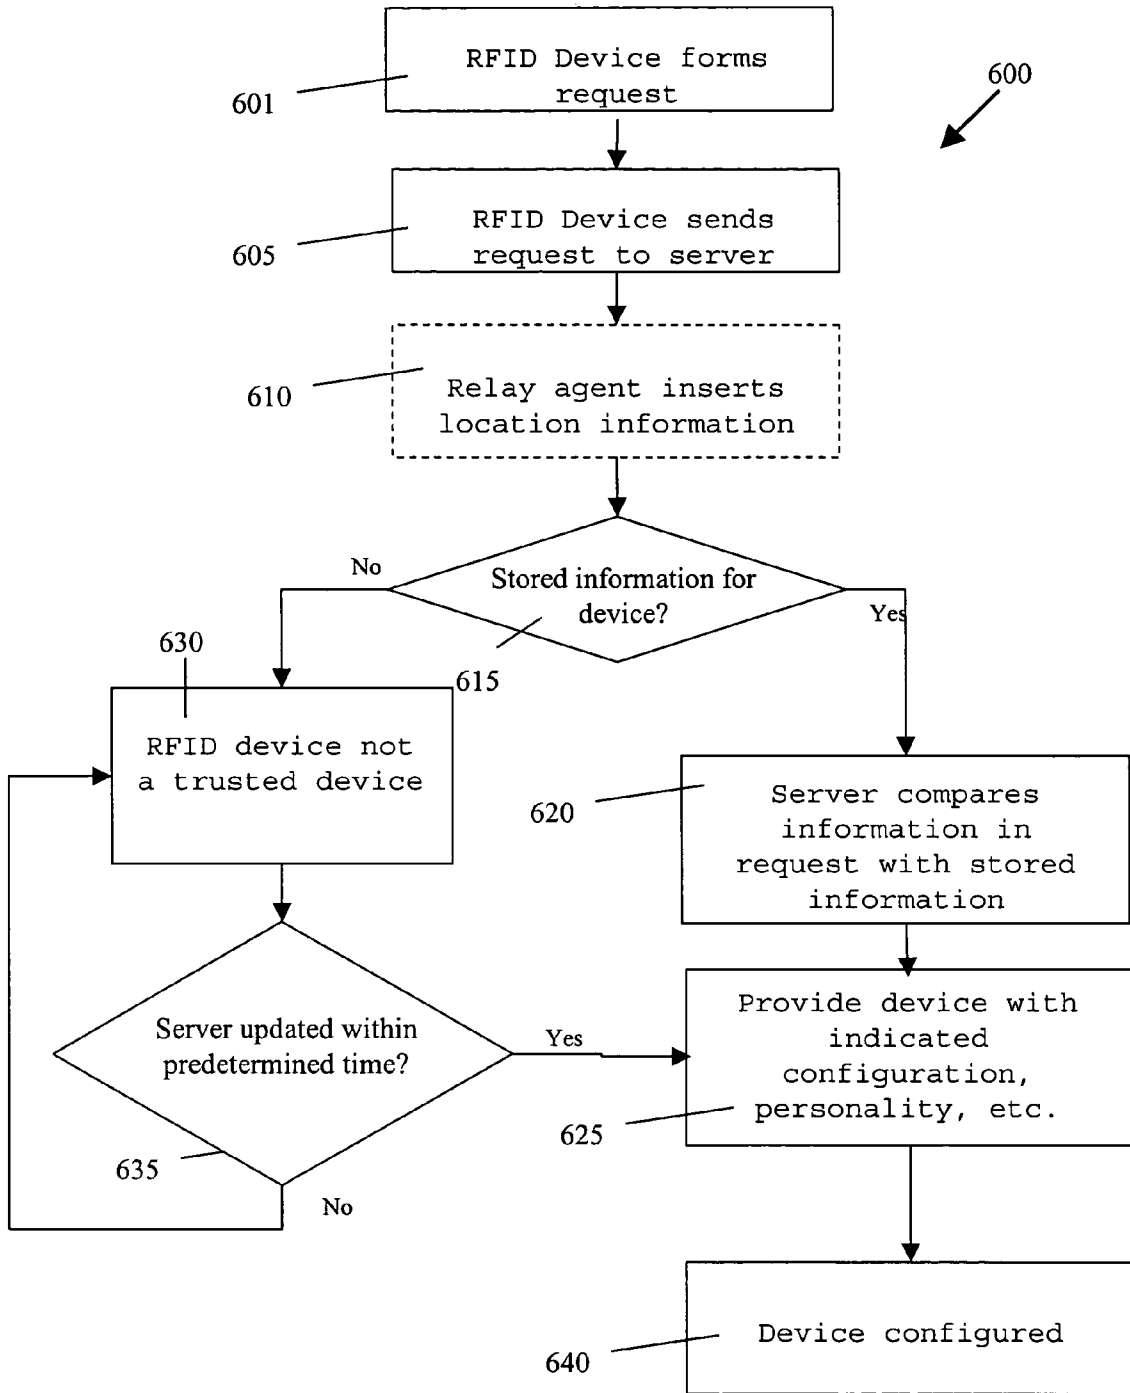 RFID Device forms
request
601
600
RFID Device sends
request to server
605
Relay agent inserts
location information
610
Stored information for
device?
615
No
Yes
630
RFID device not
a trusted device
620
Server compares
information in
request with stored
information
Server updated within
predetermined time?
635
Yes
No
Provide device with
indicated
configuration,
personality, etc.
625
Device configured
640